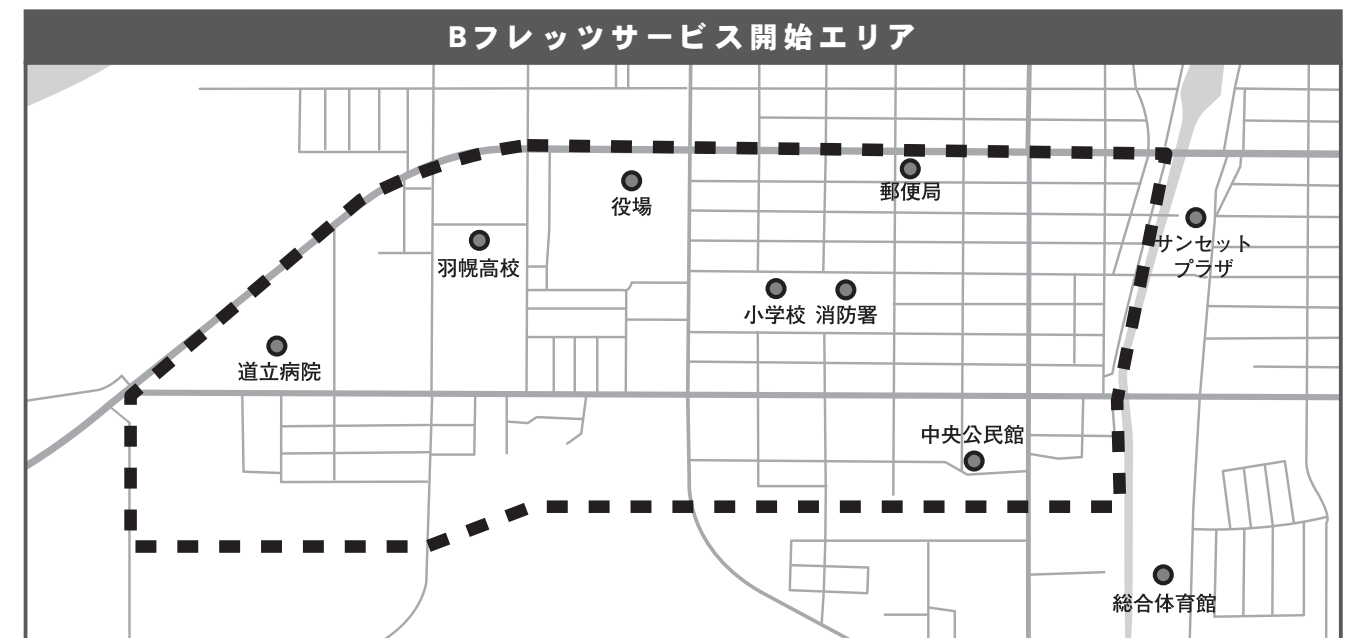 Bフレッツサービス開始エリア
郵便局
役場
サンセット
プラザ
羽幌高校
小学校
消防署
道立病院
中央公民館
総合体育館